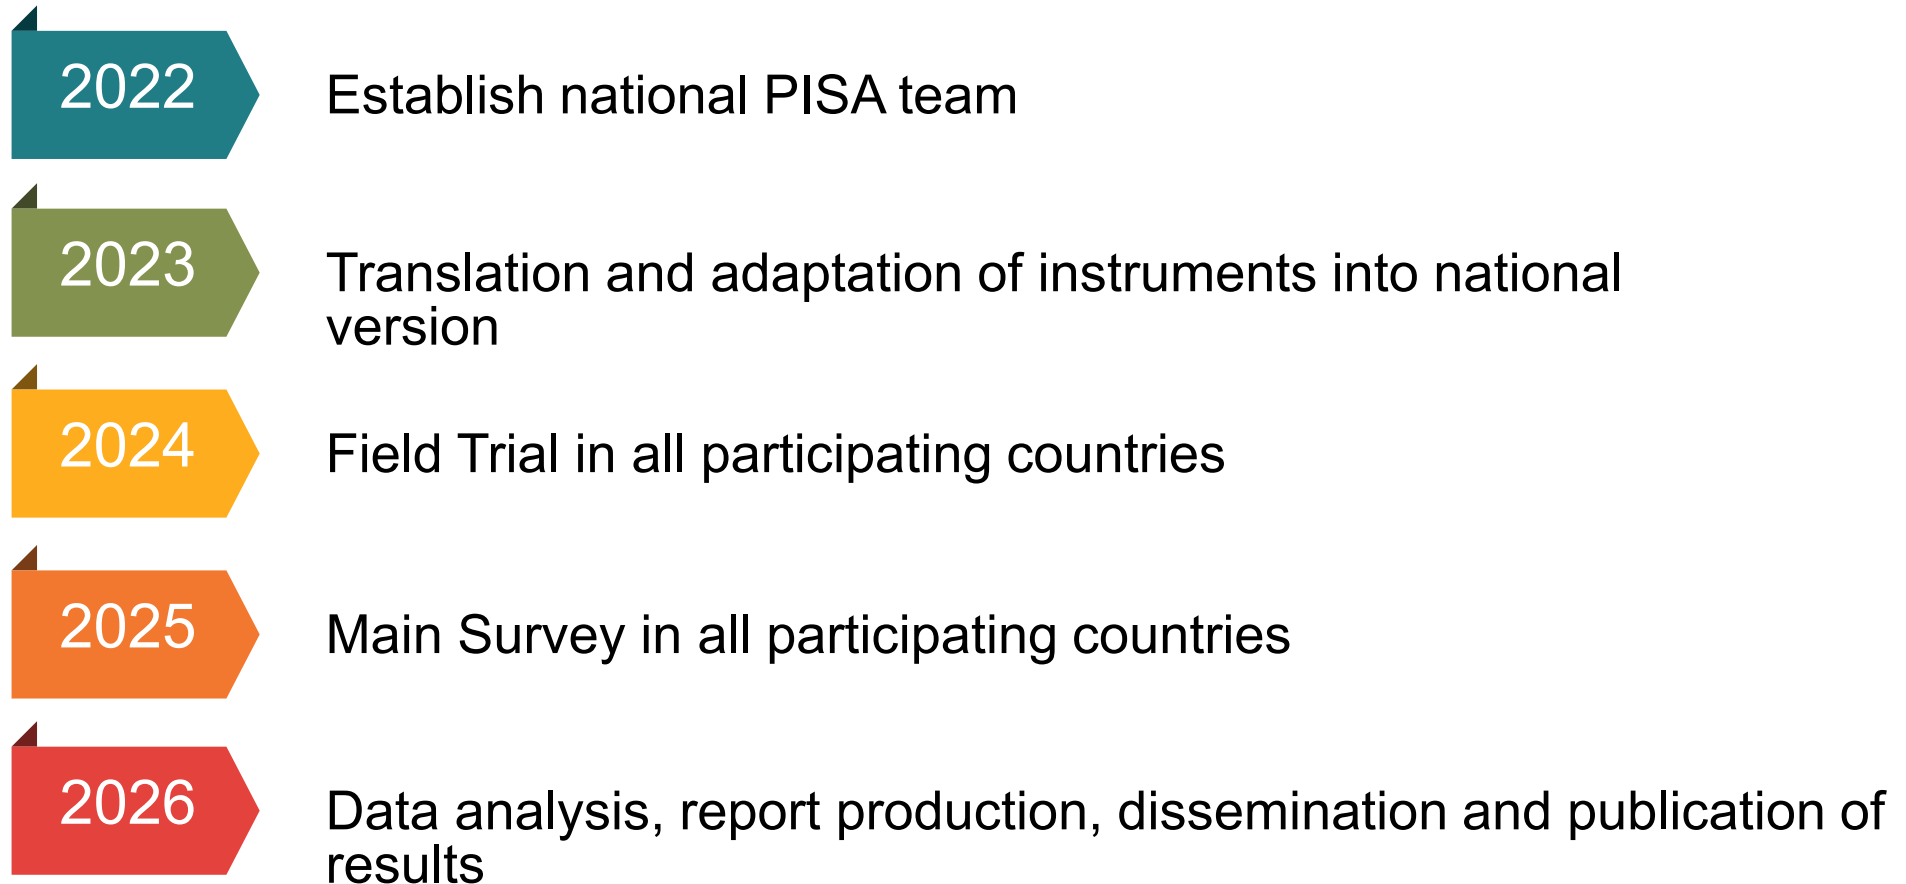 2022
Establish national PISA team
2023
Translation and adaptation of instruments into national
version
2024
Field Trial in all participating countries
2025
Main Survey in all participating countries
2026
Data analysis, report production, dissemination and publication of
results